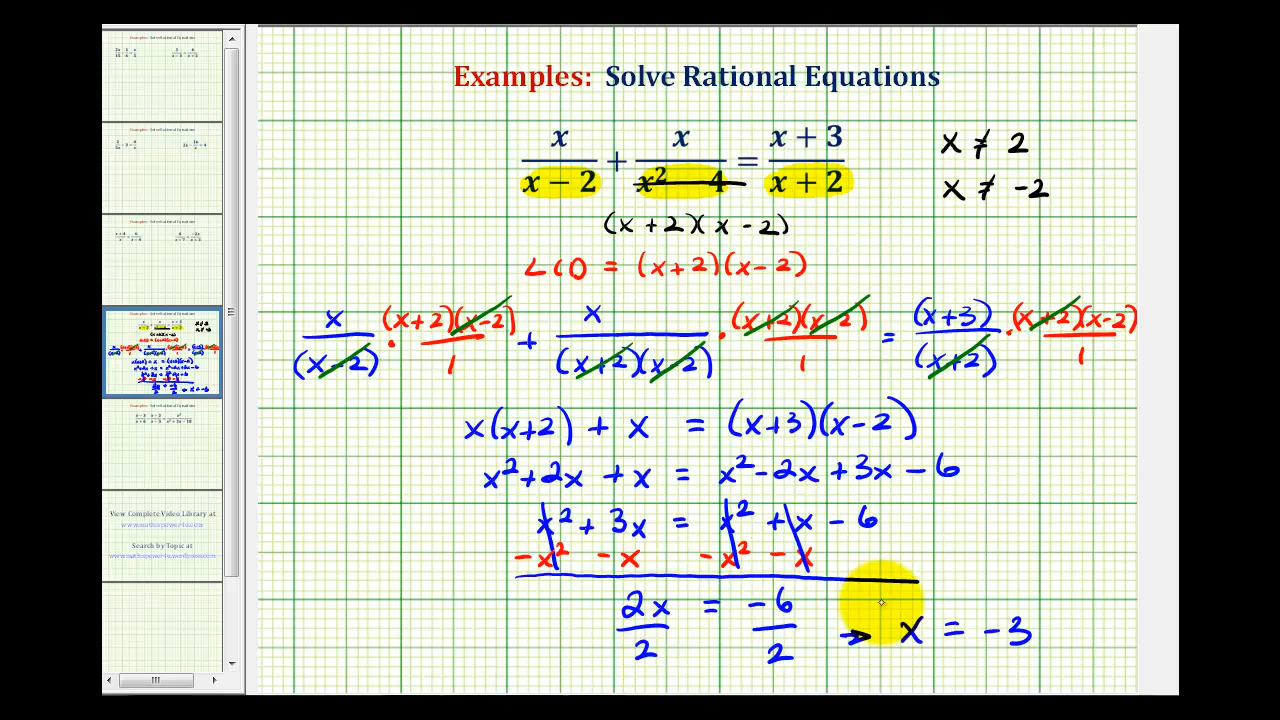 Examples: Solve Rational Equations
x/(x − 2) + x/(x² − 4) = (x + 3)/(x + 2)
x ≠ 2
x ≠ -2
(x + 2)(x - 2)
LCD = (x+2)(x-2)
x/(x-2) · (x+2)(x-2)/1 + x/((x+2)(x-2)) · (x+2)(x-2)/1 = (x+3)/(x+2) · (x+2)(x-2)/1
x(x+2) + x = (x+3)(x-2)
x²+2x + x = x²-2x+3x-6
x² + 3x = x² + x - 6
-x² - x -x² - x
2x/2 = -6/2 → x = -3
View Complete Video Library at
Search by Topic at